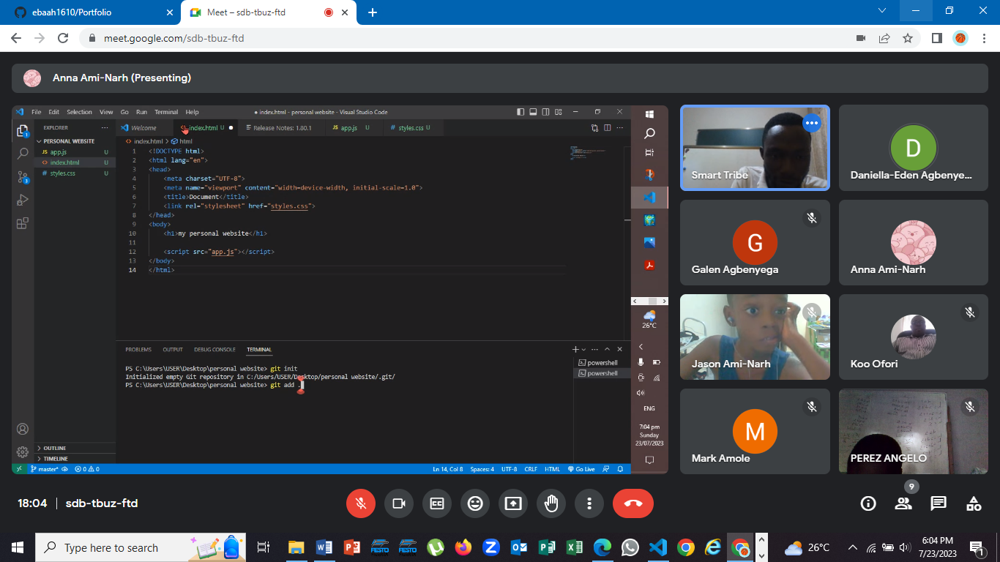 ebaah1610/Portfolio
Meet – sdb-tbuz-ftd
meet.google.com/sdb-tbuz-ftd
Anna Ami-Narh (Presenting)
File Edit Selection View Go Run Terminal Help
● index.html - personal website - Visual Studio Code
EXPLORER
PERSONAL WEBSITE
JS app.js U
<> index.html U
# styles.css U
Welcome
<> index.html U ●
Release Notes: 1.80.1
JS app.js U
# styles.css U
<> index.html > html
1 <!DOCTYPE html>
2 <html lang="en">
3 <head>
4 <meta charset="UTF-8">
5 <meta name="viewport" content="width=device-width, initial-scale=1.0">
6 <title>Document</title>
7 <link rel="stylesheet" href="styles.css">
8 </head>
9 <body>
10 <h1>my personal website</h1>
11
12 <script src="app.js"></script>
13 </body>
14 </html>
PROBLEMS OUTPUT DEBUG CONSOLE TERMINAL
PS C:\Users\USER\Desktop\personal website> git init
Initialized empty Git repository in C:/Users/USER/Desktop/personal website/.git/
PS C:\Users\USER\Desktop\personal website> git add .
powershell
powershell
OUTLINE
TIMELINE
master* 0 0 Ln 14, Col 8 Spaces: 4 UTF-8 CRLF HTML Go Live
26°C
ENG
7:04 pm
Sunday
23/07/2023
Smart Tribe
D
Daniella-Eden Agbenye...
G
Galen Agbenyega
Anna Ami-Narh
Jason Ami-Narh
Koo Ofori
M
Mark Amole
PEREZ ANGELO
18:04 | sdb-tbuz-ftd
9
Type here to search
FESTO
FESTO
26°C
6:04 PM
7/23/2023
1